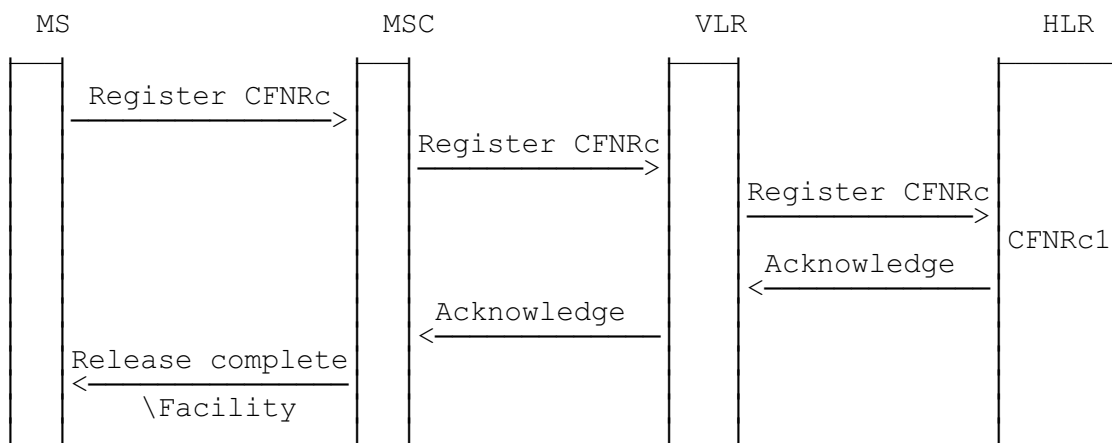 MS MSC VLR HLR
Register CFNRc
Register CFNRc
Register CFNRc
CFNRc1
Acknowledge
Acknowledge
Release complete
\Facility